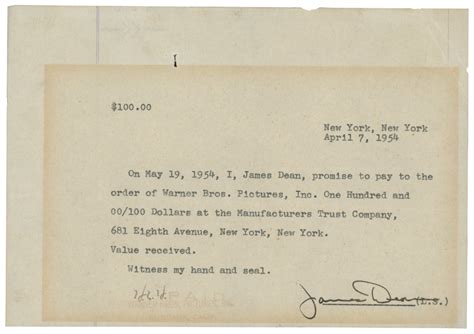 $100.00
New York, New York
April 7, 1954
On May 19, 1954, I, James Dean, promise to pay to the
order of Warner Bros. Pictures, Inc. One Hundred and
00/100 Dollars at the Manufacturers Trust Company,
681 Eighth Avenue, New York, New York.
Value received.
Witness my hand and seal.
PAID
James Dean (L.S.)